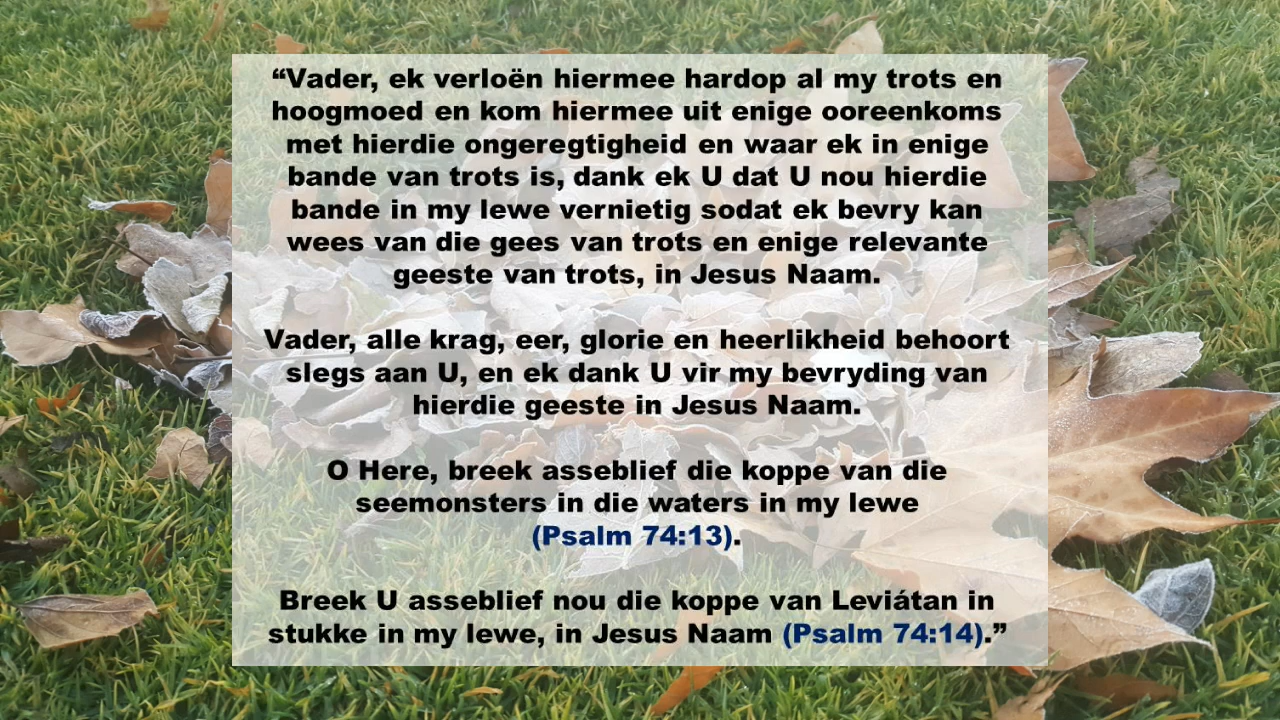 “Vader, ek verloën hiermee hardop al my trots en
hoogmoed en kom hiermee uit enige ooreenkoms
met hierdie ongeregtigheid en waar ek in enige
bande van trots is, dank ek U dat U nou hierdie
bande in my lewe vernietig sodat ek bevry kan
wees van die gees van trots en enige relevante
geeste van trots, in Jesus Naam.
Vader, alle krag, eer, glorie en heerlikheid behoort
slegs aan U, en ek dank U vir my bevryding van
hierdie geeste in Jesus Naam.
O Here, breek asseblief die koppe van die
seemonsters in die waters in my lewe
(Psalm 74:13).
Breek U asseblief nou die koppe van Leviátan in
stukke in my lewe, in Jesus Naam (Psalm 74:14).”